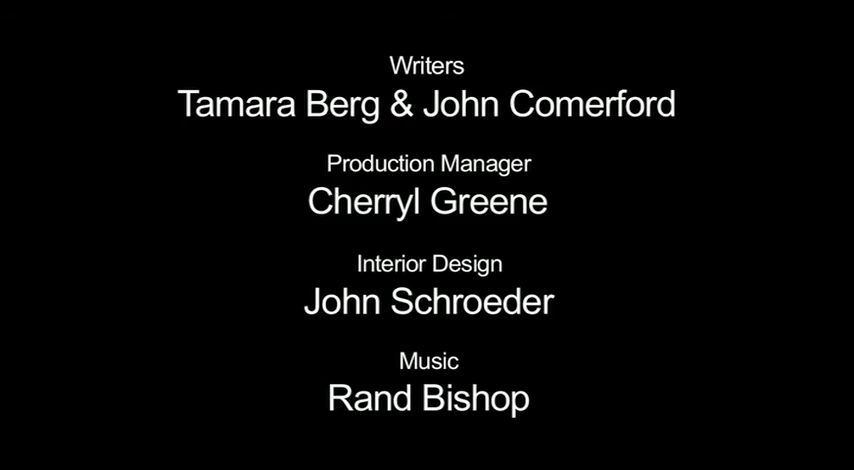 Writers
Tamara Berg & John Comerford
Production Manager
Cherryl Greene
Interior Design
John Schroeder
Music
Rand Bishop